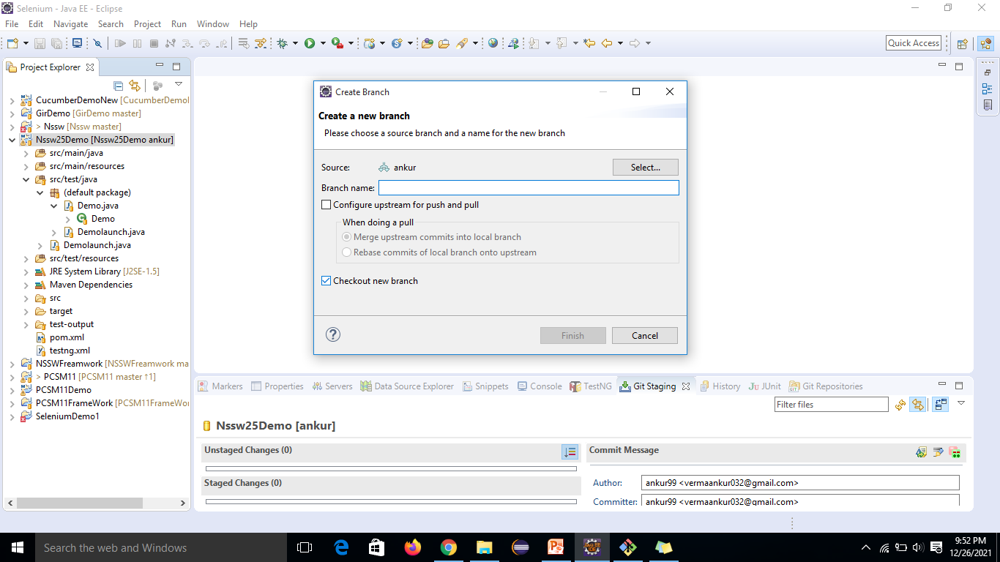 Selenium - Java EE - Eclipse
File Edit Navigate Search Project Run Window Help
Quick Access
Project Explorer
CucumberDemoNew [CucumberDemol
GirDemo [GirDemo master]
> Nssw [Nssw master]
Nssw25Demo [Nssw25Demo ankur]
src/main/java
src/main/resources
src/test/java
(default package)
Demo.java
Demo
Demolaunch.java
Demolaunch.java
src/test/resources
JRE System Library [J2SE-1.5]
Maven Dependencies
src
target
test-output
pom.xml
testng.xml
NSSWFreamwork [NSSWFreamwork ma
> PCSM11 [PCSM11 master ↑1]
PCSM11Demo
PCSM11FrameWork [PCSM11FrameWor
SeleniumDemo1
Create Branch
Create a new branch
Please choose a source branch and a name for the new branch
Source: ankur Select...
Branch name:
Configure upstream for push and pull
When doing a pull
Merge upstream commits into local branch
Rebase commits of local branch onto upstream
Checkout new branch
Finish Cancel
Markers Properties Servers Data Source Explorer Snippets Console TestNG Git Staging History JUnit Git Repositories
Filter files
Nssw25Demo [ankur]
Unstaged Changes (0)
Staged Changes (0)
Commit Message
Author: ankur99 <vermaankur032@gmail.com>
Committer: ankur99 <vermaankur032@gmail.com>
Search the web and Windows
9:52 PM
12/26/2021